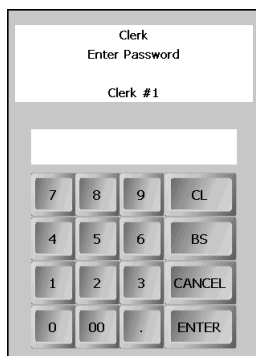 Clerk
Enter Password
Clerk #1
7 8 9 CL
4 5 6 BS
1 2 3 CANCEL
0 00 . ENTER